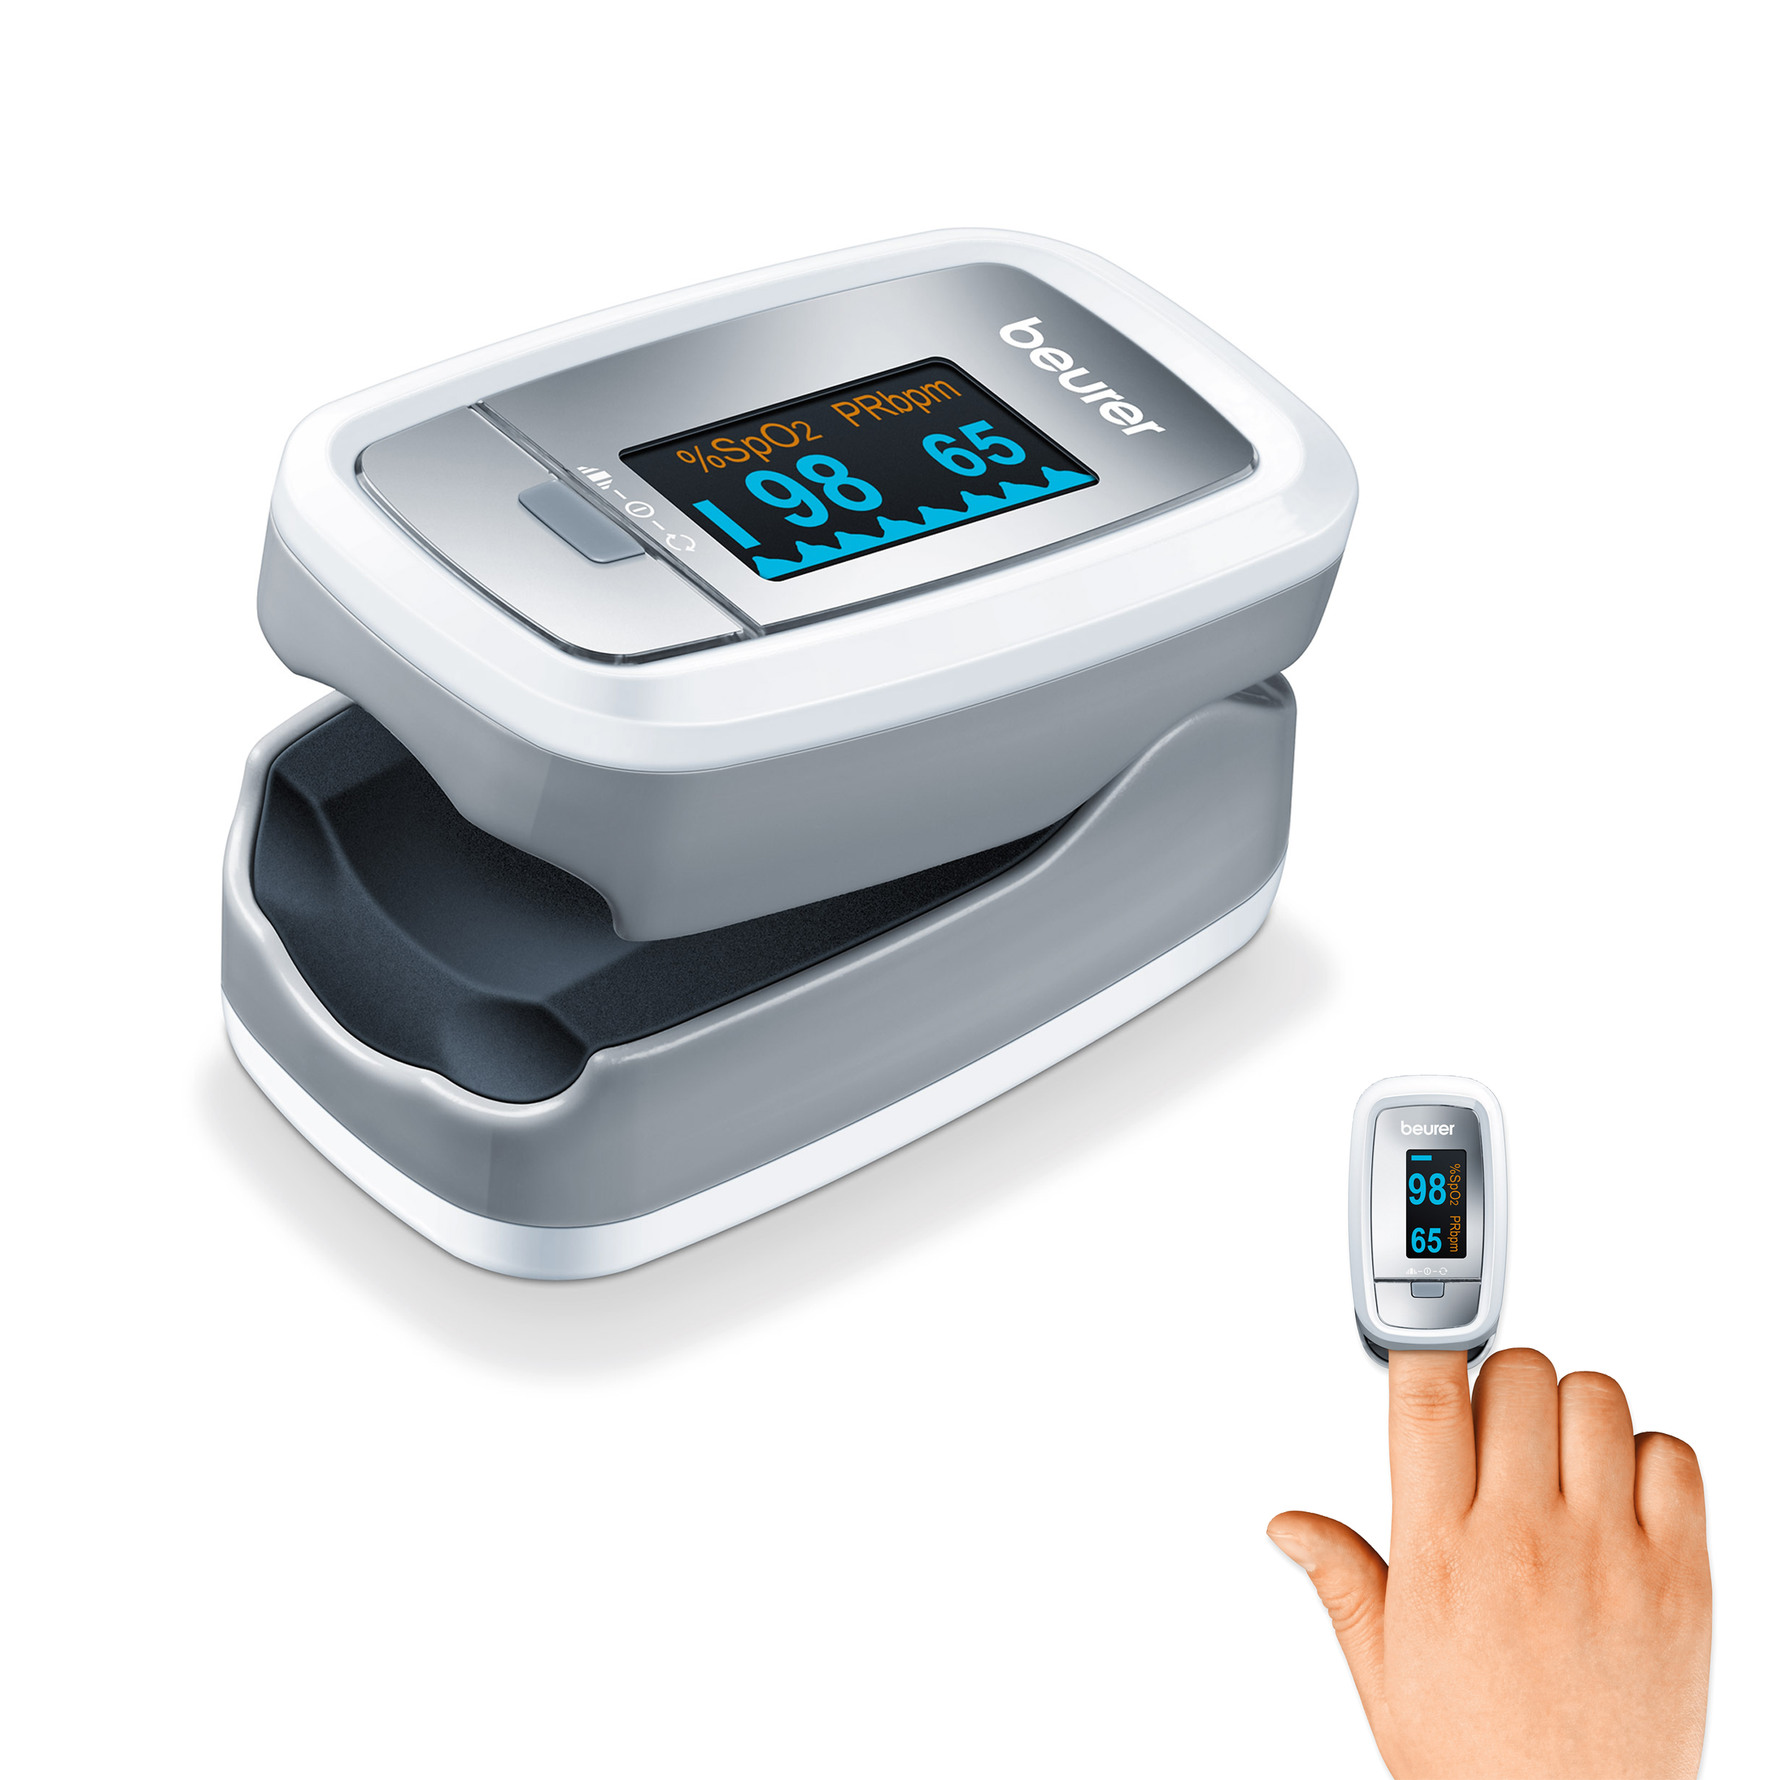 beurer
%SpO2 PRbpm
98 65
beurer
98 %SpO2
65 PRbpm